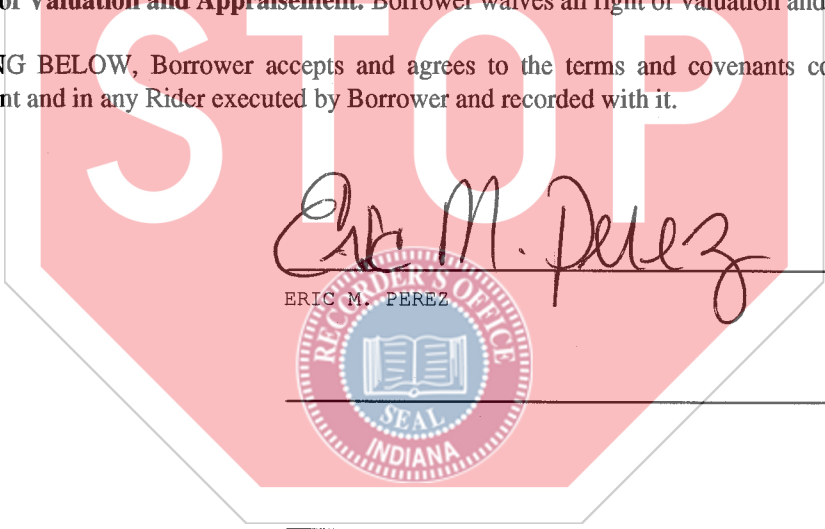 of Valuation and Appraisement. Borrower waives all right of valuation and
NG BELOW, Borrower accepts and agrees to the terms and covenants co
nt and in any Rider executed by Borrower and recorded with it.
STOP
Eric M. Perez
ERIC M. PEREZ
RECORDER'S OFFICE
SEAL
INDIANA